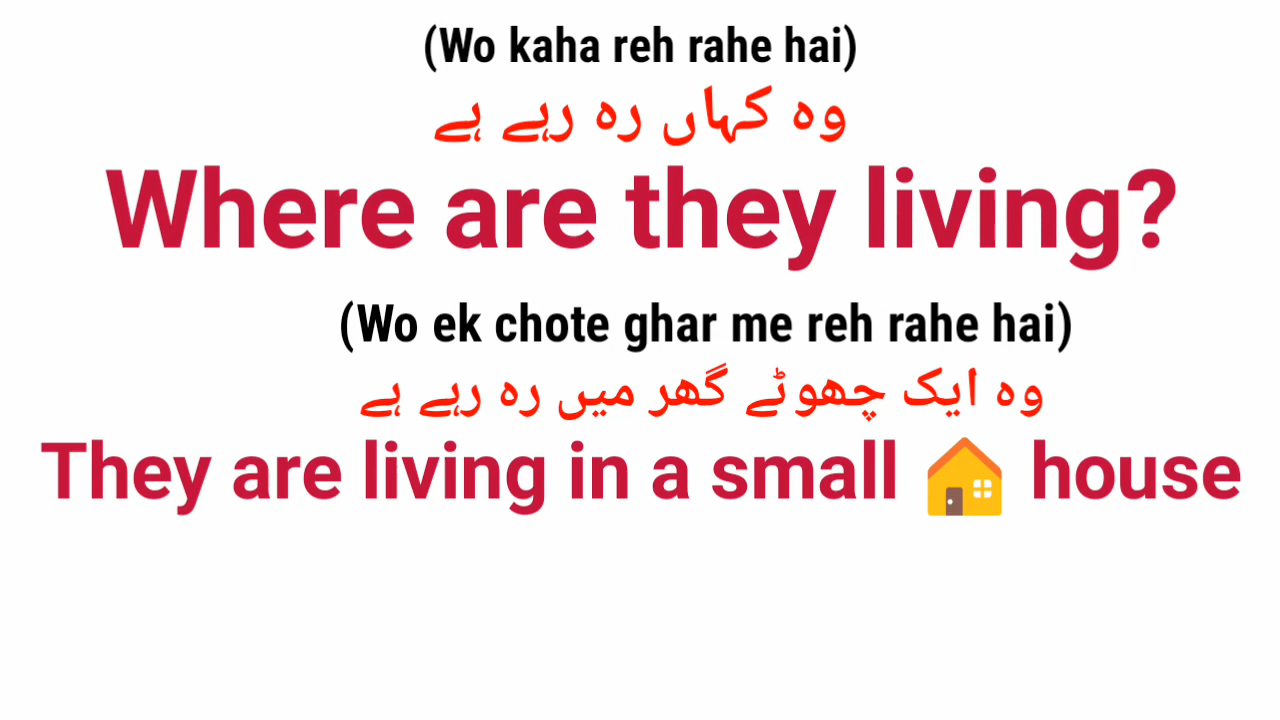 (Wo kaha reh rahe hai)
وہ کہاں رہ رہے ہے
Where are they living?
(Wo ek chote ghar me reh rahe hai)
وہ ایک چھوٹے گھر میں رہ رہے ہے
They are living in a small 🏠 house